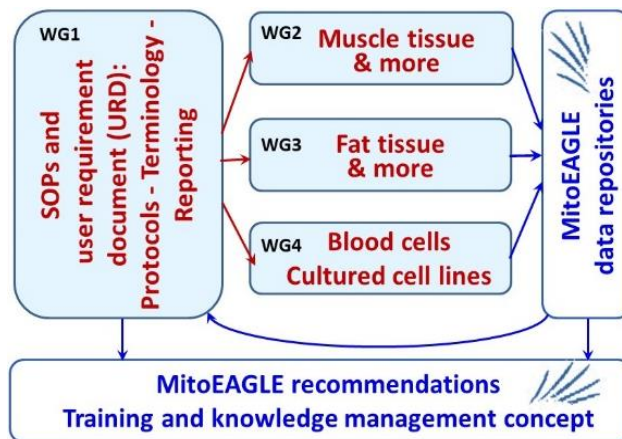 WG1
SOPs and
user requirement
document (URD):
Protocols - Terminology -
Reporting
WG2
Muscle tissue
& more
WG3
Fat tissue
& more
WG4
Blood cells
Cultured cell lines
MitoEAGLE
data repositories
MitoEAGLE recommendations
Training and knowledge management concept